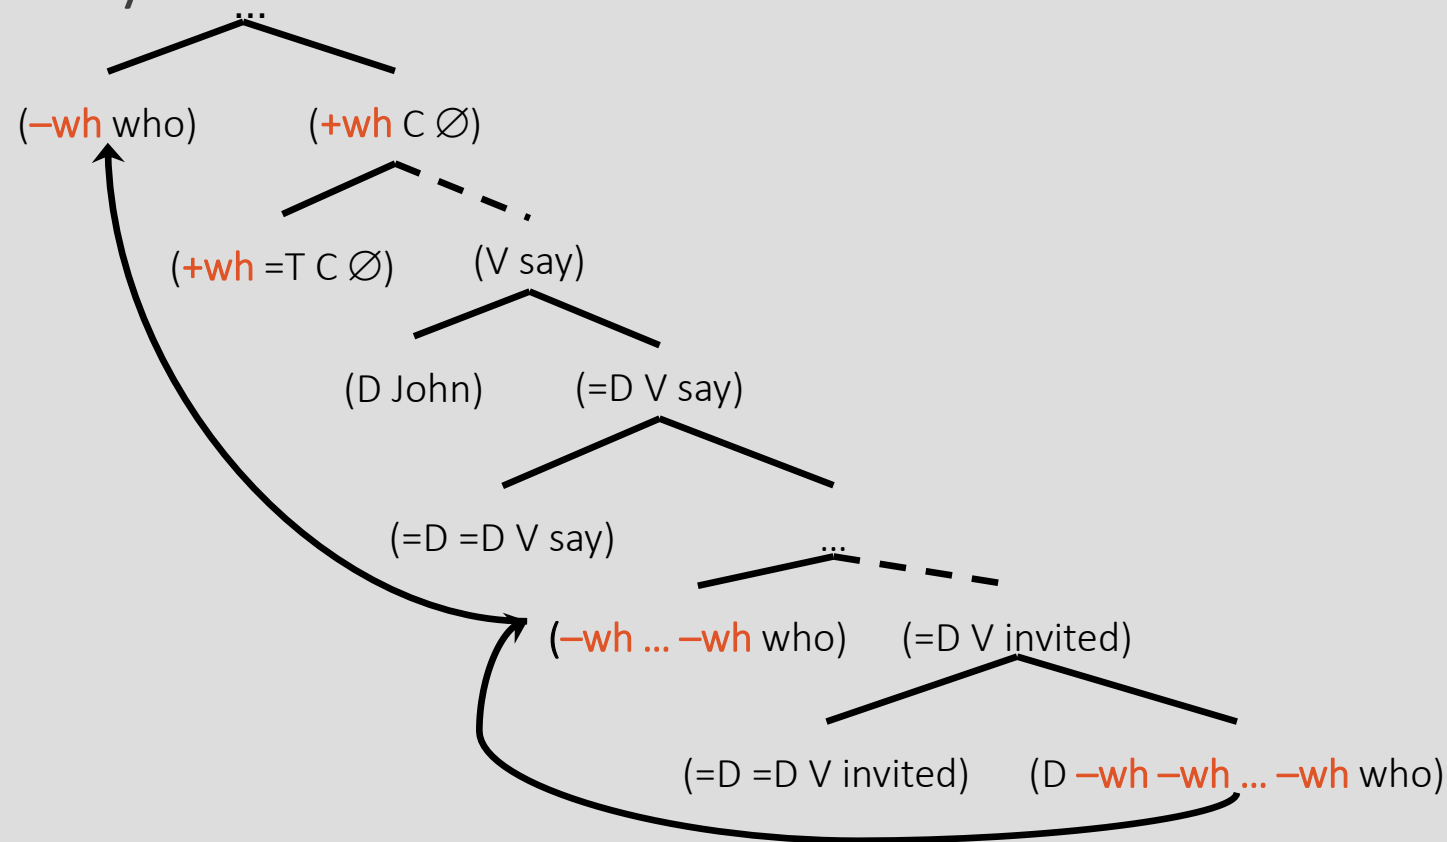 ...
(–wh who) (+wh C ∅)
(+wh =T C ∅) (V say)
(D John) (=D V say)
(=D =D V say) ...
(–wh ... –wh who) (=D V invited)
(=D =D V invited) (D –wh –wh ... –wh who)